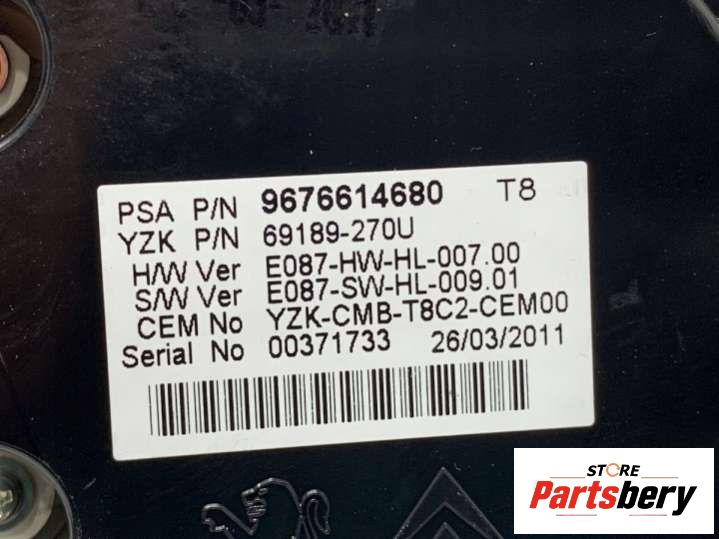 PSA P/N 9676614680 T8
YZK P/N 69189-270U
H/W Ver E087-HW-HL-007.00
S/W Ver E087-SW-HL-009.01
CEM No YZK-CMB-T8C2-CEM00
Serial No 00371733 26/03/2011
STORE
Partsbery